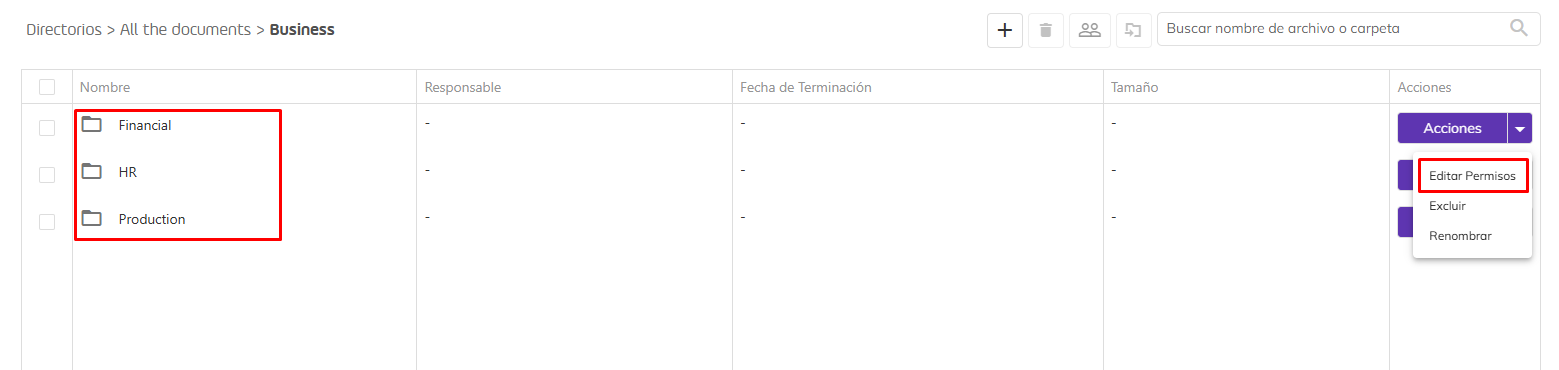 Directorios > All the documents > Business
Buscar nombre de archivo o carpeta
Nombre Responsable Fecha de Terminación Tamaño Acciones
Financial - - - Acciones
Editar Permisos
HR - - -
Excluir
Production - - -
Renombrar